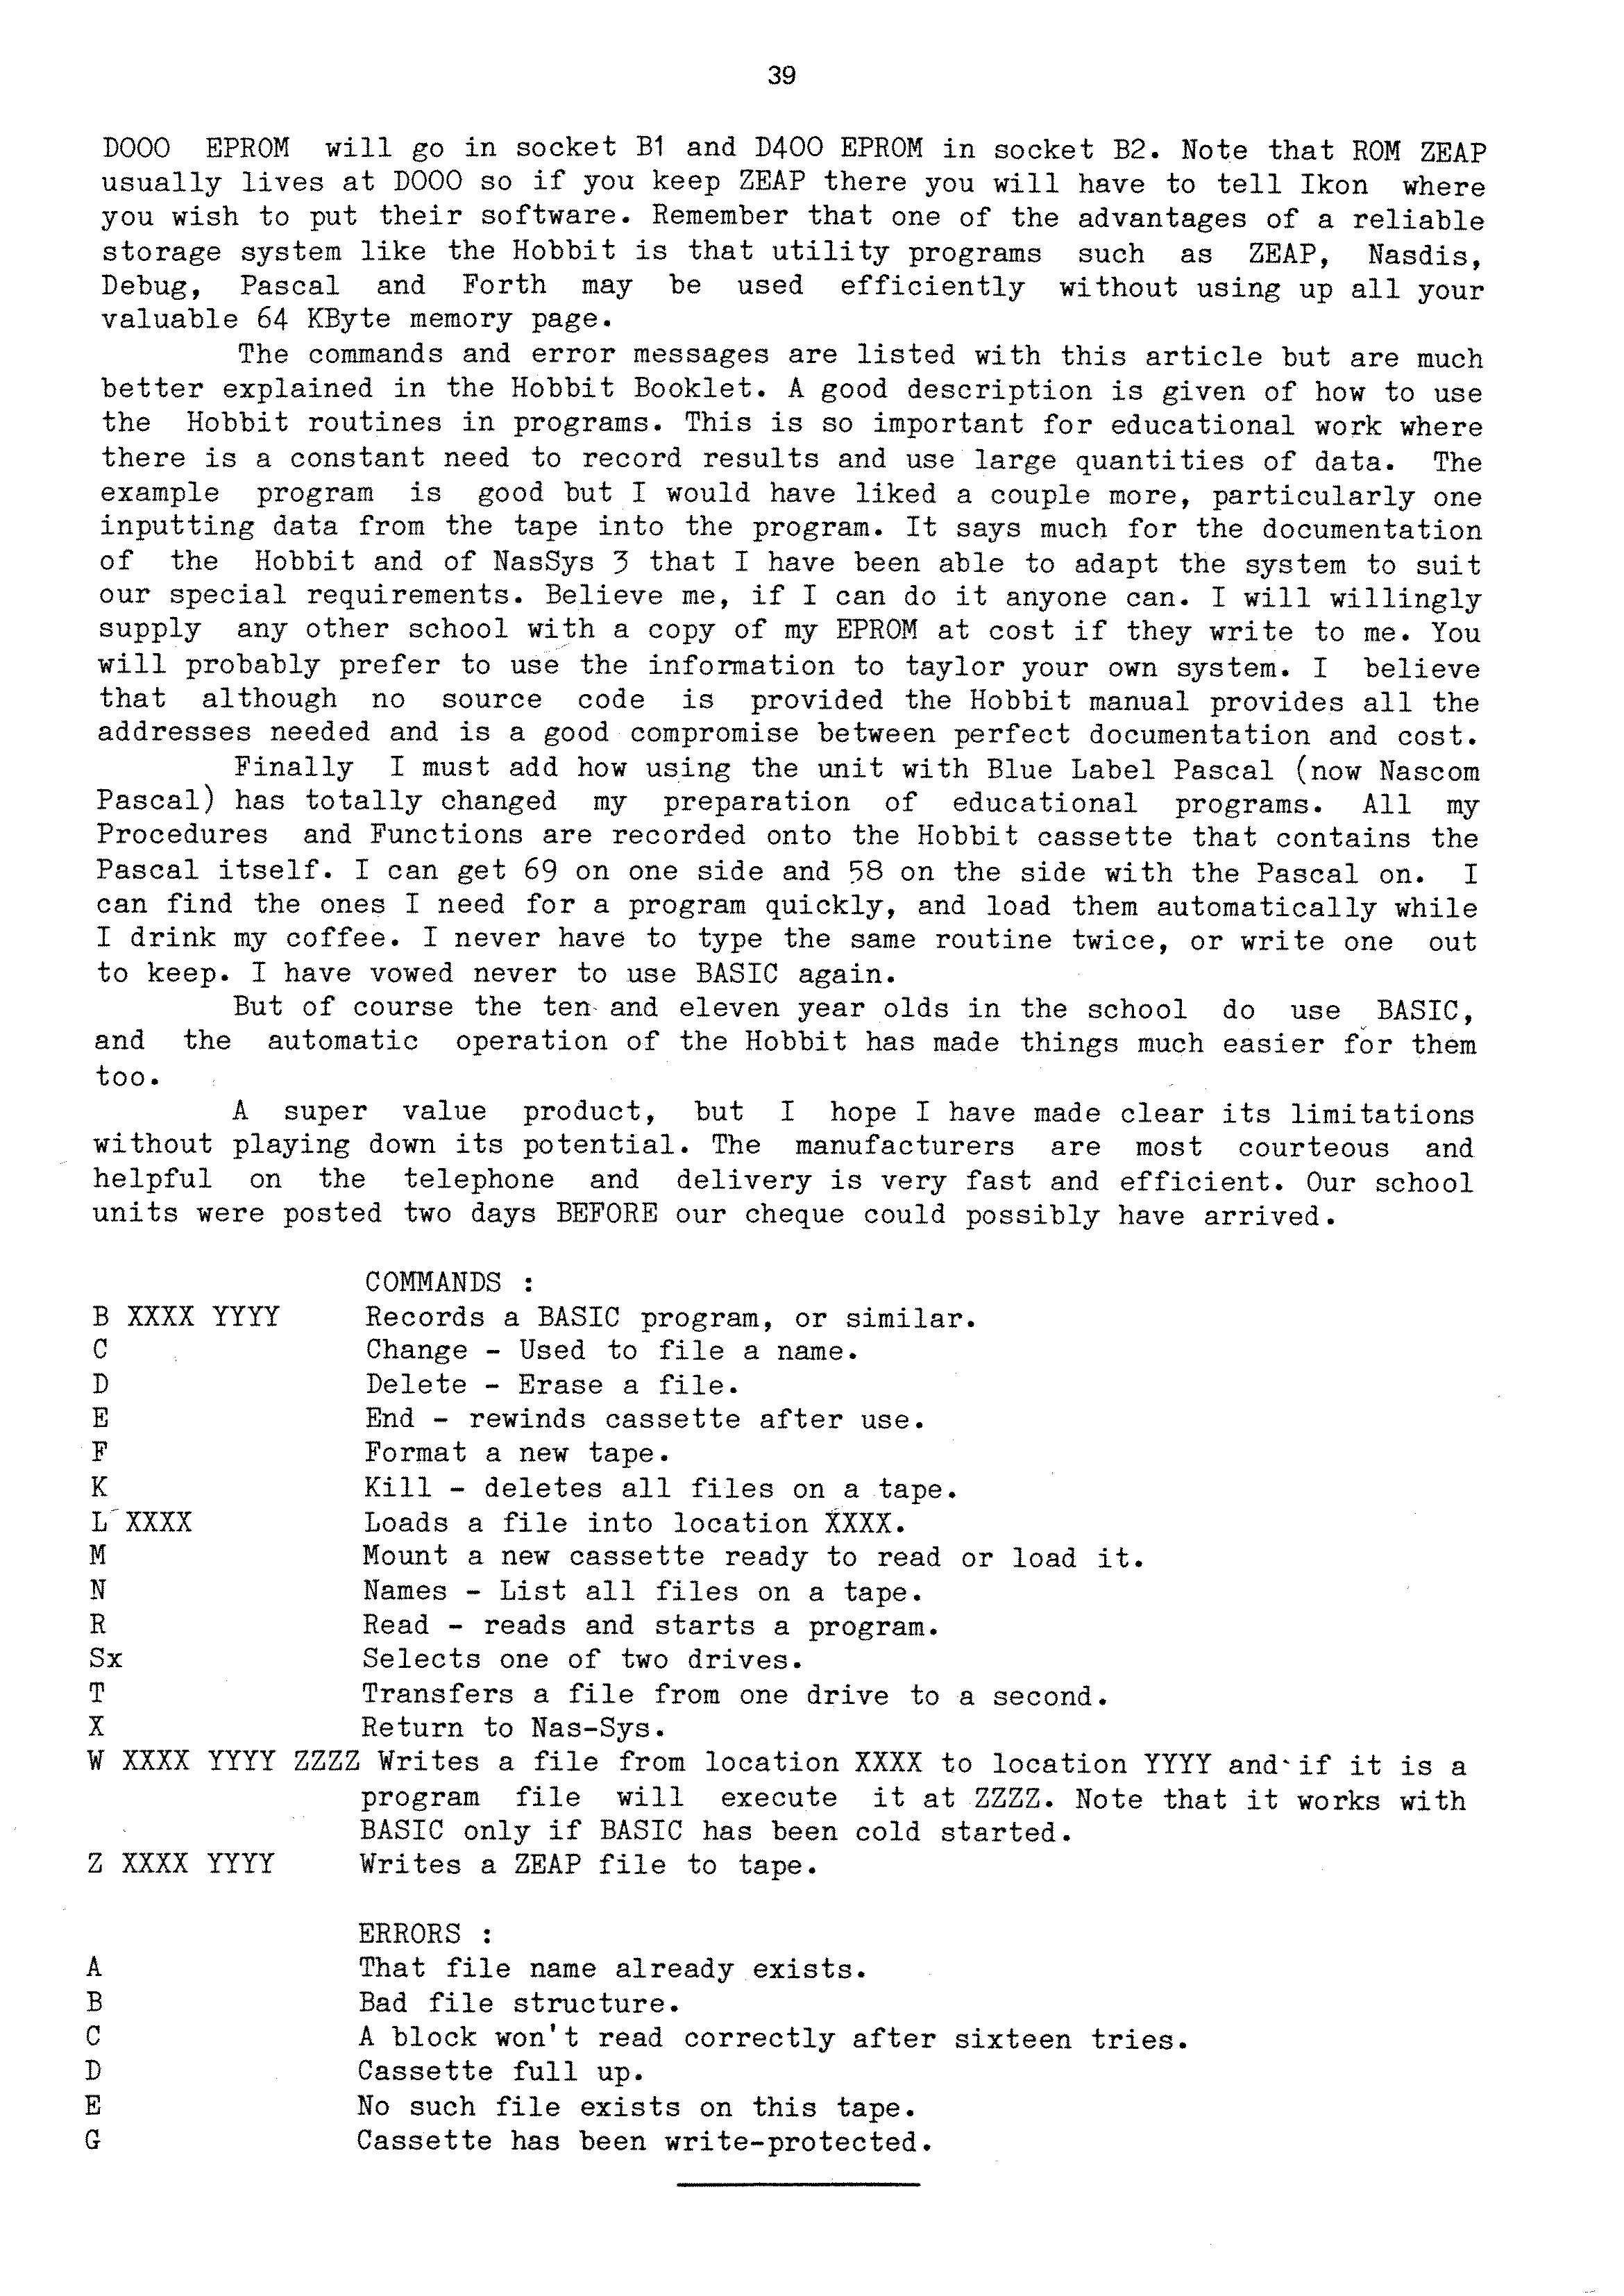 39
D000 EPROM will go in socket B1 and D400 EPROM in socket B2. Note that ROM ZEAP
usually lives at D000 so if you keep ZEAP there you will have to tell Ikon where
you wish to put their software. Remember that one of the advantages of a reliable
storage system like the Hobbit is that utility programs such as ZEAP, Nasdis,
Debug, Pascal and Forth may be used efficiently without using up all your
valuable 64 KByte memory page.
The commands and error messages are listed with this article but are much
better explained in the Hobbit Booklet. A good description is given of how to use
the Hobbit routines in programs. This is so important for educational work where
there is a constant need to record results and use large quantities of data. The
example program is good but I would have liked a couple more, particularly one
inputting data from the tape into the program. It says much for the documentation
of the Hobbit and of NasSys 3 that I have been able to adapt the system to suit
our special requirements. Believe me, if I can do it anyone can. I will willingly
supply any other school with a copy of my EPROM at cost if they write to me. You
will probably prefer to use the information to taylor your own system. I believe
that although no source code is provided the Hobbit manual provides all the
addresses needed and is a good compromise between perfect documentation and cost.
Finally I must add how using the unit with Blue Label Pascal (now Nascom
Pascal) has totally changed my preparation of educational programs. All my
Procedures and Functions are recorded onto the Hobbit cassette that contains the
Pascal itself. I can get 69 on one side and 58 on the side with the Pascal on. I
can find the ones I need for a program quickly, and load them automatically while
I drink my coffee. I never have to type the same routine twice, or write one out
to keep. I have vowed never to use BASIC again.
But of course the ten and eleven year olds in the school do use BASIC,
and the automatic operation of the Hobbit has made things much easier for them
too.
A super value product, but I hope I have made clear its limitations
without playing down its potential. The manufacturers are most courteous and
helpful on the telephone and delivery is very fast and efficient. Our school
units were posted two days BEFORE our cheque could possibly have arrived.
COMMANDS :
B XXXX YYYY Records a BASIC program, or similar.
C Change - Used to file a name.
D Delete - Erase a file.
E End - rewinds cassette after use.
F Format a new tape.
K Kill - deletes all files on a tape.
L XXXX Loads a file into location XXXX.
M Mount a new cassette ready to read or load it.
N Names - List all files on a tape.
R Read - reads and starts a program.
Sx Selects one of two drives.
T Transfers a file from one drive to a second.
X Return to Nas-Sys.
W XXXX YYYY ZZZZ Writes a file from location XXXX to location YYYY and if it is a
program file will execute it at ZZZZ. Note that it works with
BASIC only if BASIC has been cold started.
Z XXXX YYYY Writes a ZEAP file to tape.
ERRORS :
A That file name already exists.
B Bad file structure.
C A block won't read correctly after sixteen tries.
D Cassette full up.
E No such file exists on this tape.
G Cassette has been write-protected.